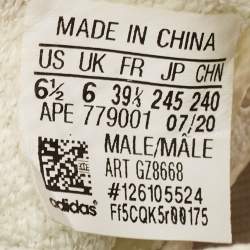 MADE IN CHINA
US UK FR JP CHN
6½ 6 39⅓ 245 240
APE 779001 07/20
MALE/MÂLE
ART GZ8668
#126105524
adidas Ff5CQK5r00175